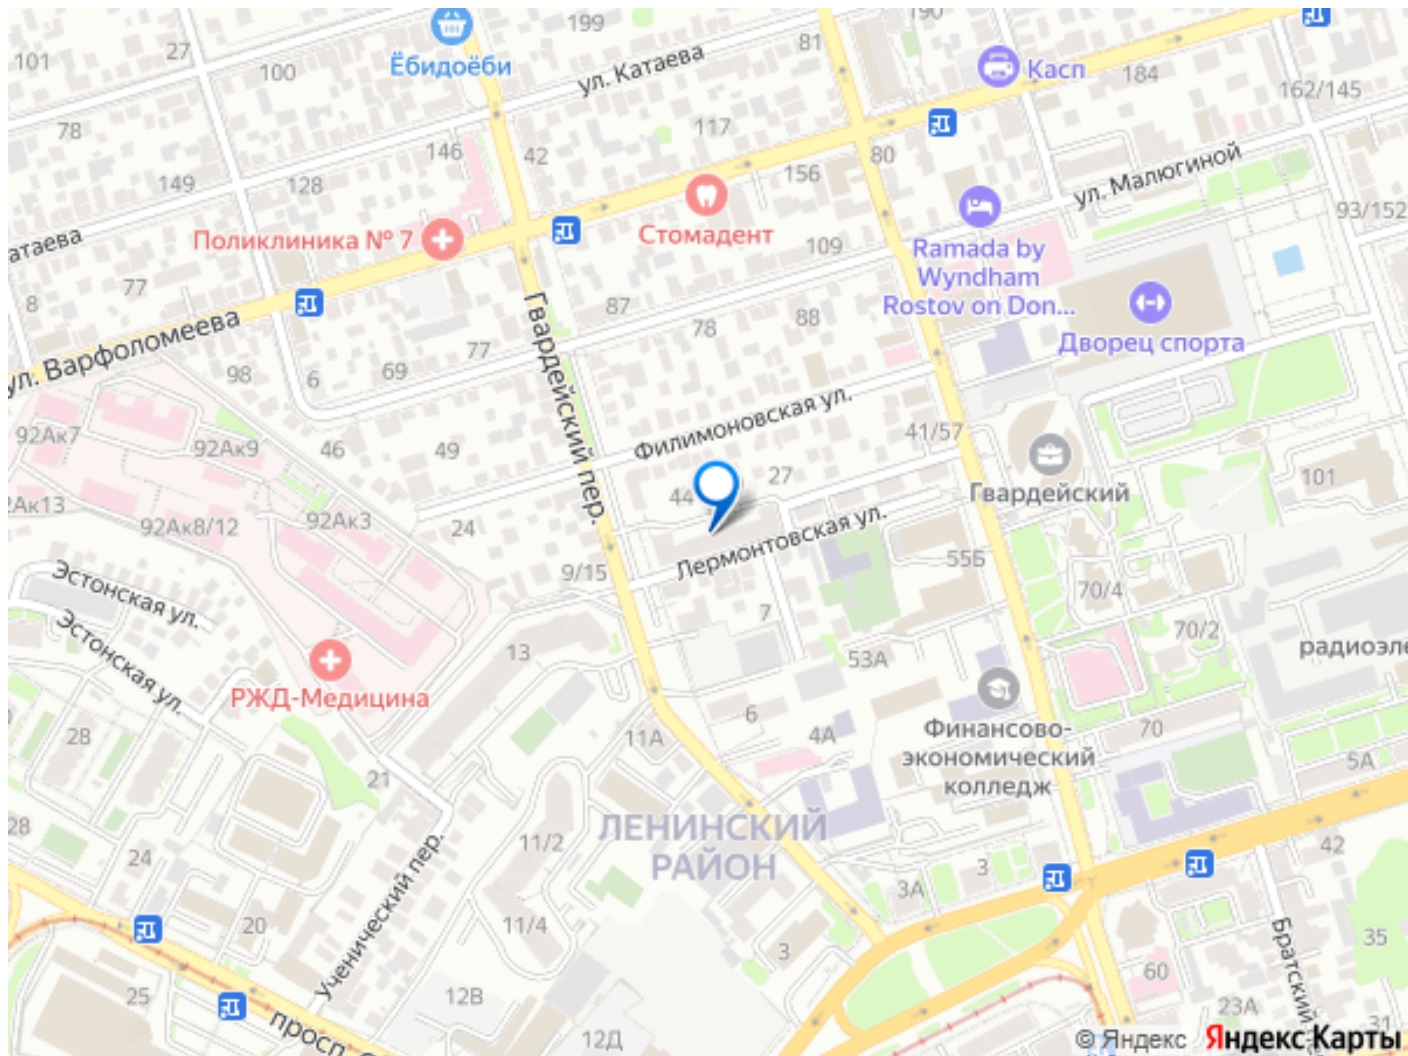 199
190
101
27
81
Ёбидоёби
100
ул. Катаева
Касп
184
162/145
78
117
146
42
80
156
ул. Малюгиной
149
128
93/152
Поликлиника № 7
Стомадент
109
Ramada by
Wyndham
Rostov on Don...
атаева
77
8
87
78
88
Дворец спорта
ул. Варфоломеева
Гвардейский пер.
77
69
98
6
Филимоновская ул.
41/57
92Ак7
92Ак9
46
49
27
101
44
Гвардейский
2Ак13
92Ак8/12
92Ак3
24
Лермонтовская ул.
55Б
9/15
70/4
Эстонская ул.
Эстонская ул.
7
70/2
радиоэле
13
53А
РЖД-Медицина
6
4А
Финансово-
экономический
колледж
70
28
11А
5А
21
ЛЕНИНСКИЙ
РАЙОН
28
11/2
42
24
3
3А
Ученический пер.
20
11/4
3
Братский
35
60
25
12В
23А
31
12Д
просп.
© Яндекс
Яндекс Карты